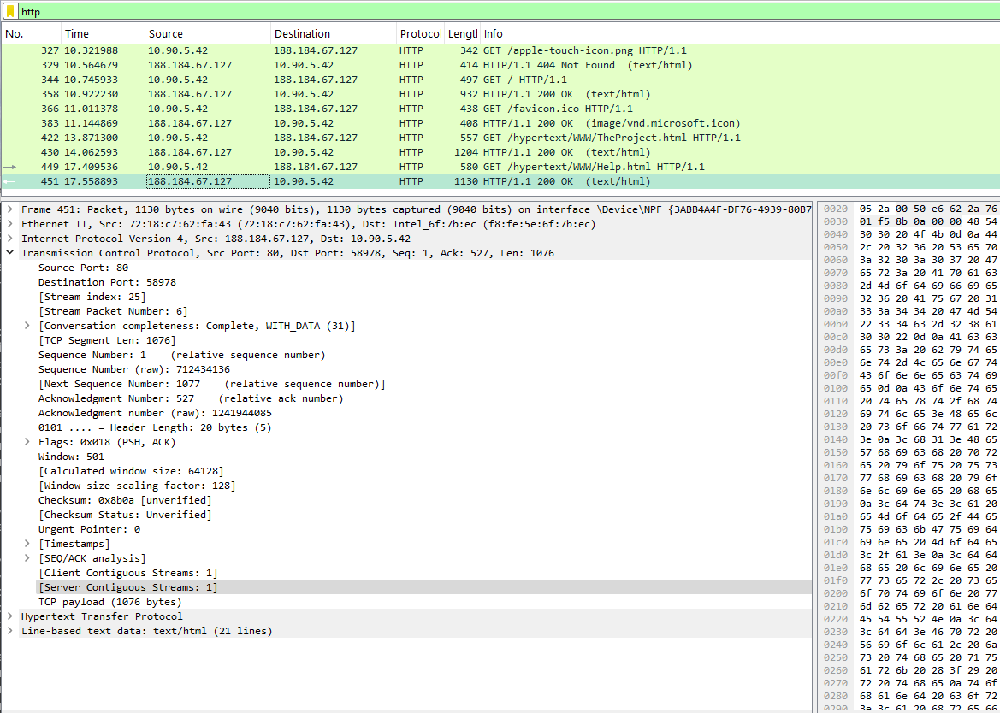 http
No. Time Source Destination Protocol Lengtl Info
327 10.321988 10.90.5.42 188.184.67.127 HTTP 342 GET /apple-touch-icon.png HTTP/1.1
329 10.564679 188.184.67.127 10.90.5.42 HTTP 414 HTTP/1.1 404 Not Found (text/html)
344 10.745933 10.90.5.42 188.184.67.127 HTTP 497 GET / HTTP/1.1
358 10.922230 188.184.67.127 10.90.5.42 HTTP 932 HTTP/1.1 200 OK (text/html)
366 11.011378 10.90.5.42 188.184.67.127 HTTP 438 GET /favicon.ico HTTP/1.1
383 11.144869 188.184.67.127 10.90.5.42 HTTP 408 HTTP/1.1 200 OK (image/vnd.microsoft.icon)
422 13.871300 10.90.5.42 188.184.67.127 HTTP 557 GET /hypertext/WWW/TheProject.html HTTP/1.1
430 14.062593 188.184.67.127 10.90.5.42 HTTP 1204 HTTP/1.1 200 OK (text/html)
449 17.409536 10.90.5.42 188.184.67.127 HTTP 580 GET /hypertext/WWW/Help.html HTTP/1.1
451 17.558893 188.184.67.127 10.90.5.42 HTTP 1130 HTTP/1.1 200 OK (text/html)
Frame 451: Packet, 1130 bytes on wire (9040 bits), 1130 bytes captured (9040 bits) on interface \Device\NPF_{3ABB4A4F-DF76-4939-80B7
Ethernet II, Src: 72:18:c7:62:fa:43 (72:18:c7:62:fa:43), Dst: Intel_6f:7b:ec (f8:fe:5e:6f:7b:ec)
Internet Protocol Version 4, Src: 188.184.67.127, Dst: 10.90.5.42
Transmission Control Protocol, Src Port: 80, Dst Port: 58978, Seq: 1, Ack: 527, Len: 1076
Source Port: 80
Destination Port: 58978
[Stream index: 25]
[Stream Packet Number: 6]
[Conversation completeness: Complete, WITH_DATA (31)]
[TCP Segment Len: 1076]
Sequence Number: 1 (relative sequence number)
Sequence Number (raw): 712434136
[Next Sequence Number: 1077 (relative sequence number)]
Acknowledgment Number: 527 (relative ack number)
Acknowledgment number (raw): 1241944085
0101 .... = Header Length: 20 bytes (5)
Flags: 0x018 (PSH, ACK)
Window: 501
[Calculated window size: 64128]
[Window size scaling factor: 128]
Checksum: 0x8b0a [unverified]
[Checksum Status: Unverified]
Urgent Pointer: 0
[Timestamps]
[SEQ/ACK analysis]
[Client Contiguous Streams: 1]
[Server Contiguous Streams: 1]
TCP payload (1076 bytes)
Hypertext Transfer Protocol
Line-based text data: text/html (21 lines)
0020 05 2a 00 50 e6 62 2a 76
0030 01 f5 8b 0a 00 00 48 54
0040 30 30 20 4f 4b 0d 0a 44
0050 2c 20 32 36 20 53 65 70
0060 3a 32 30 3a 30 37 20 47
0070 65 72 3a 20 41 70 61 63
0080 2d 4d 6f 64 69 66 69 65
0090 32 36 20 41 75 67 20 31
00a0 33 3a 34 34 20 47 4d 54
00b0 22 33 34 63 2d 32 38 61
00c0 30 30 22 0d 0a 41 63 63
00d0 65 73 3a 20 62 79 74 65
00e0 6e 74 2d 4c 65 6e 67 74
00f0 43 6f 6e 6e 65 63 74 69
0100 65 0d 0a 43 6f 6e 74 65
0110 20 74 65 78 74 2f 68 74
0120 69 74 6c 65 3e 48 65 6c
0130 20 73 6f 66 74 77 61 72
0140 3e 0a 3c 68 31 3e 48 65
0150 57 68 69 63 68 20 70 72
0160 65 20 79 6f 75 20 75 73
0170 77 68 69 63 68 20 79 6f
0180 6e 6c 69 6e 65 20 68 65
0190 0a 3c 64 74 3e 3c 61 20
01a0 65 4d 6f 64 65 2f 44 65
01b0 75 69 63 6b 47 75 69 64
01c0 69 6e 65 20 4d 6f 64 65
01d0 3c 2f 61 3e 0a 3c 64 64
01e0 68 65 20 6c 69 6e 65 20
01f0 77 73 65 72 2c 20 73 65
0200 6f 70 74 69 6f 6e 20 77
0210 6d 62 65 72 20 61 6e 64
0220 45 54 55 52 4e 0a 3c 64
0230 3c 64 64 3e 46 70 72 20
0240 56 69 6f 6c 61 2c 20 6a
0250 73 20 74 68 65 20 71 75
0260 61 72 6b 20 28 3f 29 20
0270 72 20 74 68 65 0a 74 6f
0280 68 61 6e 64 20 63 6f 72
0290 3e 3c 61 20 68 72 65 66